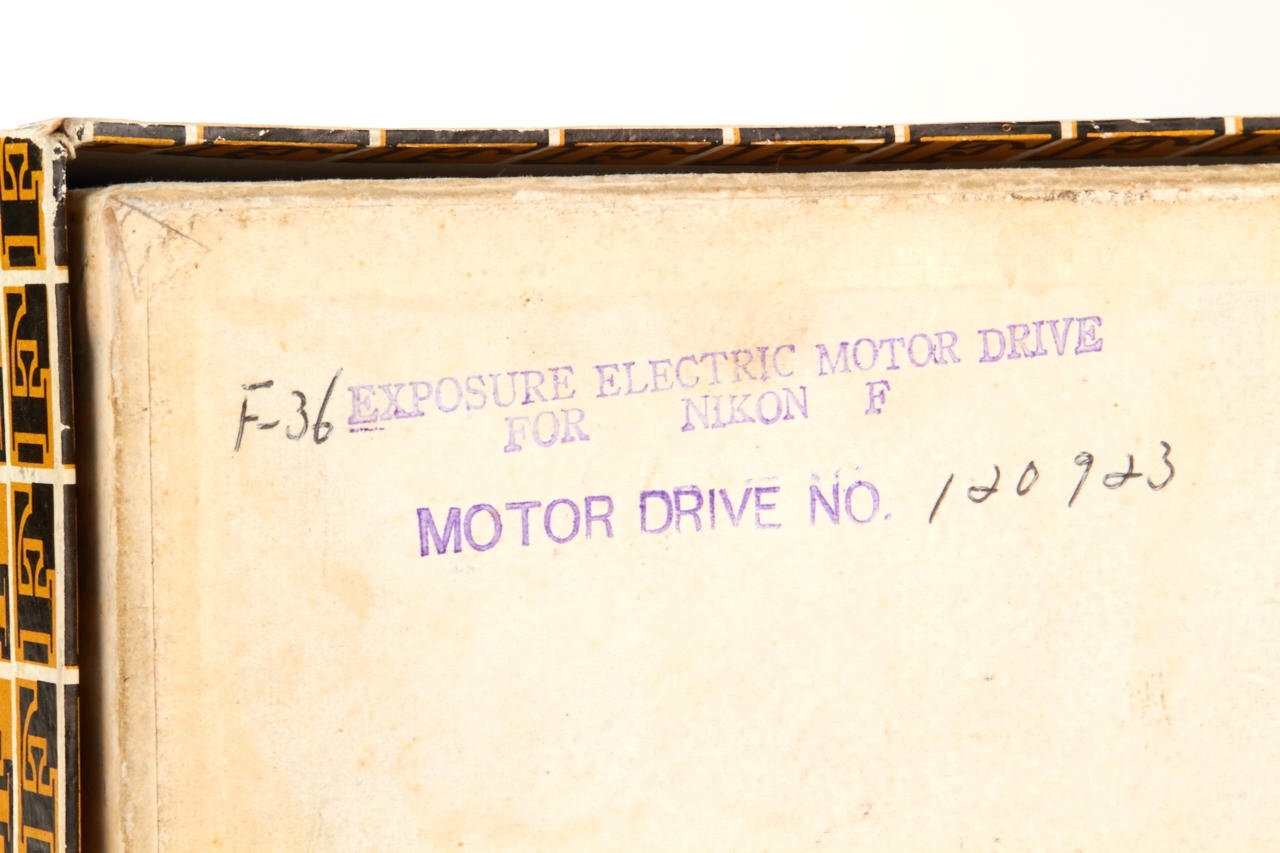 F-36 EXPOSURE ELECTRIC MOTOR DRIVE
FOR NIKON F
MOTOR DRIVE NO. 120923